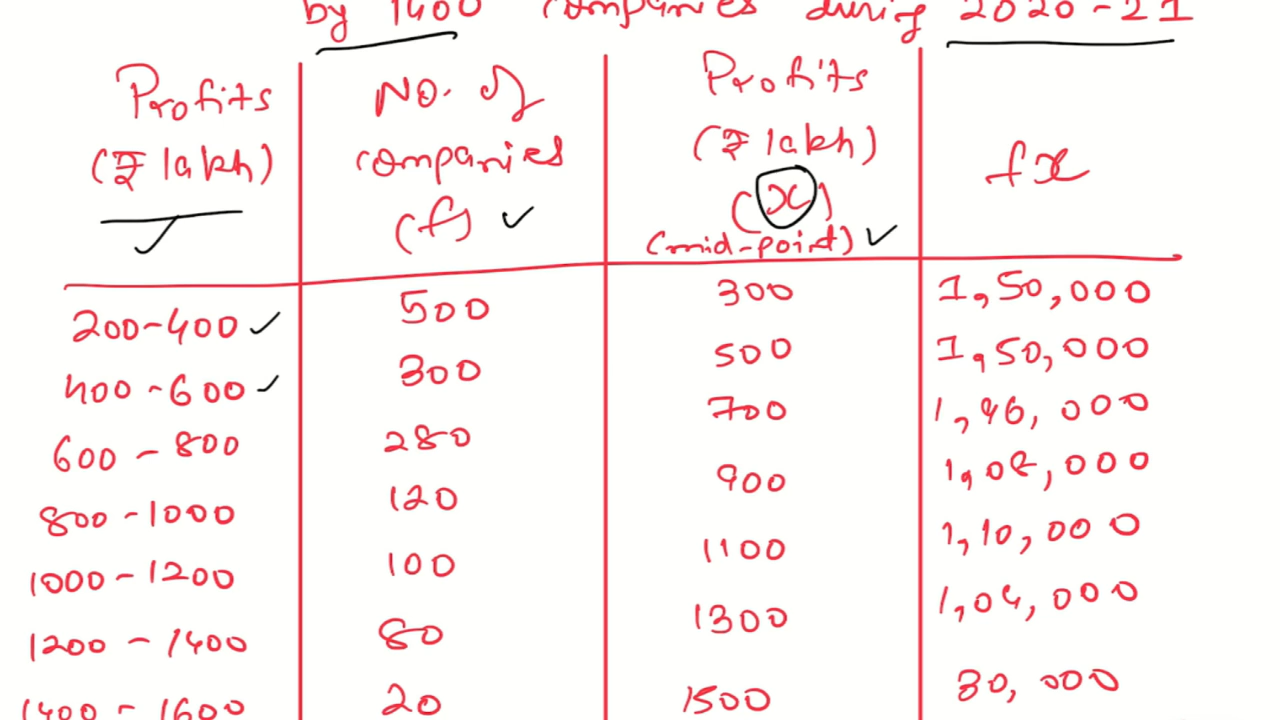 by 1400 companies during 2020-21
Profits (₹ lakh) No. of companies (f) Profits (₹ lakh) (x) (mid-point) fx
200-400 500 300 1,50,000
400-600 300 500 1,50,000
600-800 280 700 1,96,000
800-1000 120 900 1,08,000
1000-1200 100 1100 1,10,000
1200-1400 80 1300 1,04,000
1400-1600 20 1500 30,000